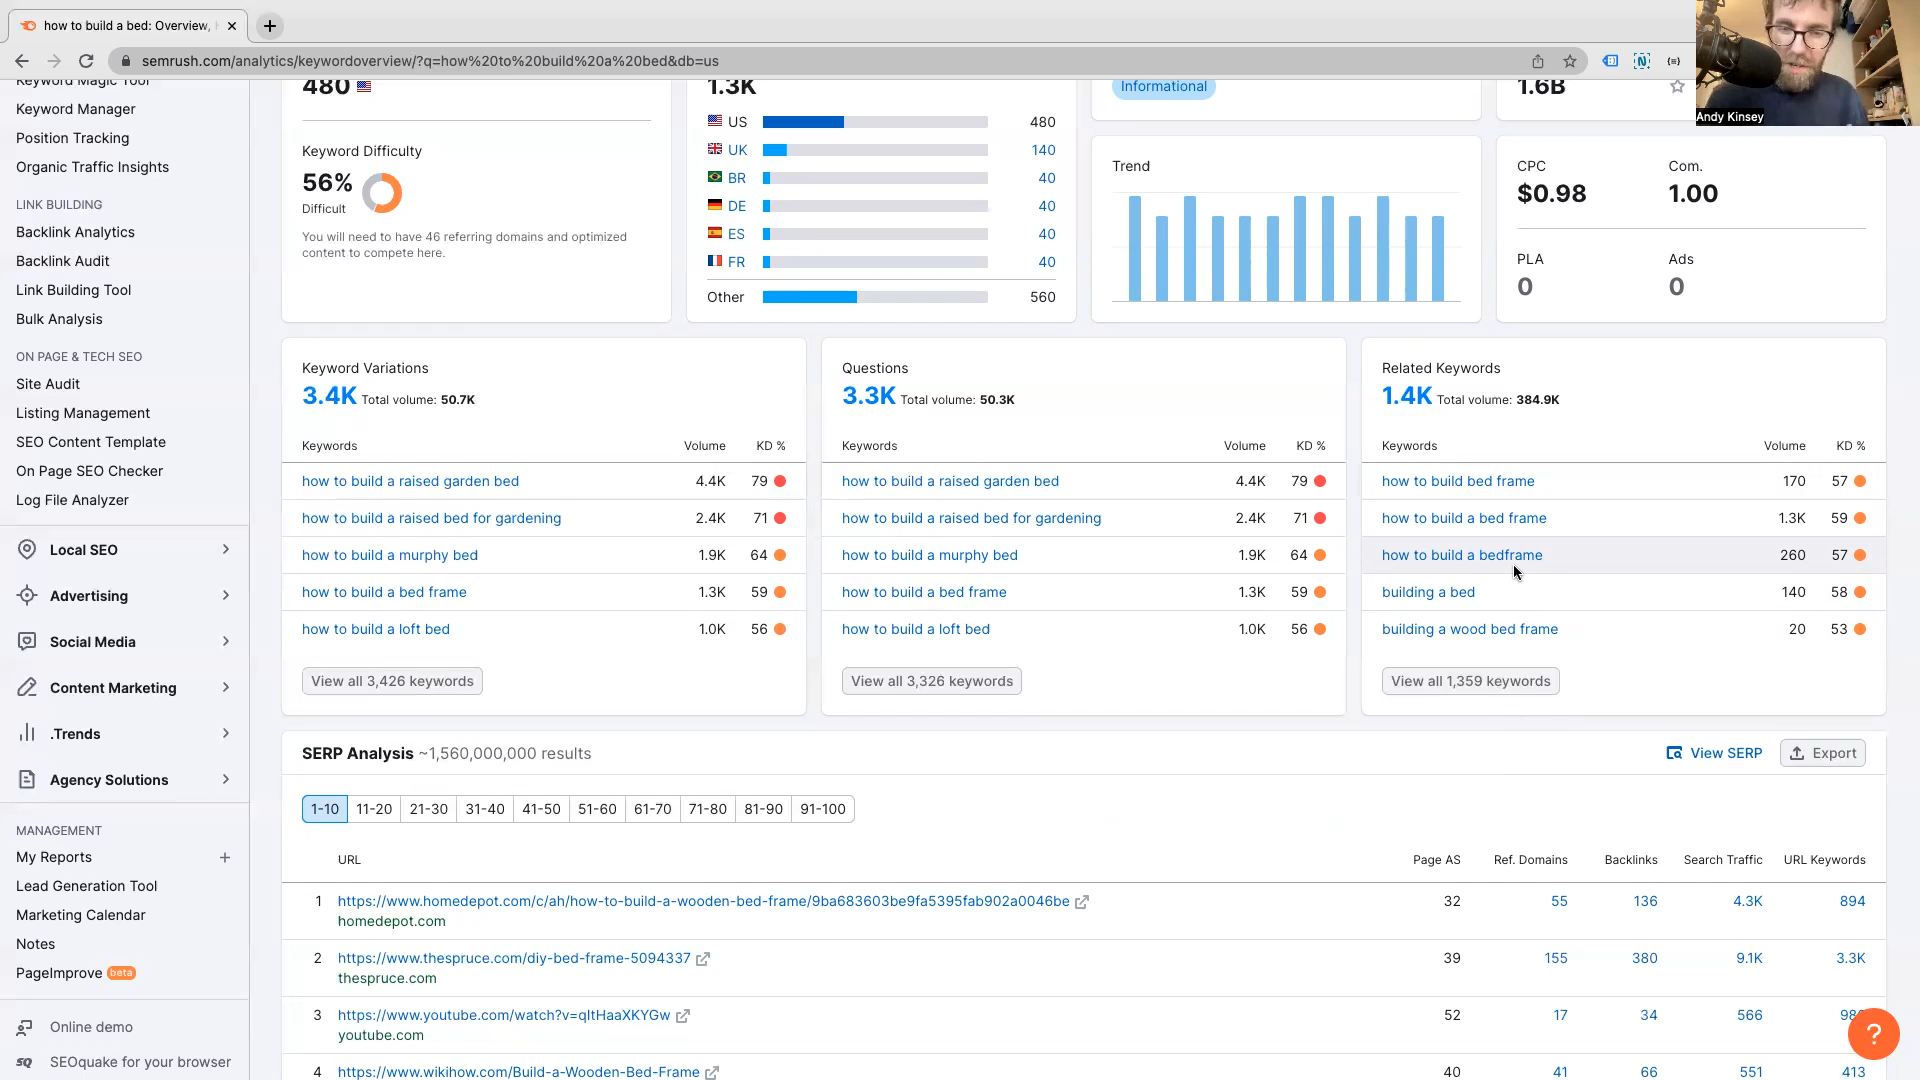 how to build a bed: Overview,
semrush.com/analytics/keywordoverview/?q=how%20to%20build%20a%20bed&db=us
Andy Kinsey
Keyword Magic Tool
Keyword Manager
Position Tracking
Organic Traffic Insights
LINK BUILDING
Backlink Analytics
Backlink Audit
Link Building Tool
Bulk Analysis
ON PAGE & TECH SEO
Site Audit
Listing Management
SEO Content Template
On Page SEO Checker
Log File Analyzer
Local SEO
Advertising
Social Media
Content Marketing
.Trends
Agency Solutions
MANAGEMENT
My Reports +
Lead Generation Tool
Marketing Calendar
Notes
PageImprove beta
Online demo
SEOquake for your browser
480
Keyword Difficulty
56%
Difficult
You will need to have 46 referring domains and optimized
content to compete here.
1.3K
US 480
UK 140
BR 40
DE 40
ES 40
FR 40
Other 560
Informational
Trend
1.6B
CPC Com.
$0.98 1.00
PLA Ads
0 0
Keyword Variations
3.4K Total volume: 50.7K
Keywords Volume KD %
how to build a raised garden bed 4.4K 79
how to build a raised bed for gardening 2.4K 71
how to build a murphy bed 1.9K 64
how to build a bed frame 1.3K 59
how to build a loft bed 1.0K 56
View all 3,426 keywords
Questions
3.3K Total volume: 50.3K
Keywords Volume KD %
how to build a raised garden bed 4.4K 79
how to build a raised bed for gardening 2.4K 71
how to build a murphy bed 1.9K 64
how to build a bed frame 1.3K 59
how to build a loft bed 1.0K 56
View all 3,326 keywords
Related Keywords
1.4K Total volume: 384.9K
Keywords Volume KD %
how to build bed frame 170 57
how to build a bed frame 1.3K 59
how to build a bedframe 260 57
building a bed 140 58
building a wood bed frame 20 53
View all 1,359 keywords
SERP Analysis ~1,560,000,000 results
View SERP Export
1-10 11-20 21-30 31-40 41-50 51-60 61-70 71-80 81-90 91-100
URL Page AS Ref. Domains Backlinks Search Traffic URL Keywords
1 https://www.homedepot.com/c/ah/how-to-build-a-wooden-bed-frame/9ba683603be9fa5395fab902a0046be 32 55 136 4.3K 894
homedepot.com
2 https://www.thespruce.com/diy-bed-frame-5094337 39 155 380 9.1K 3.3K
thespruce.com
3 https://www.youtube.com/watch?v=qItHaaXKYGw 52 17 34 566
youtube.com
4 https://www.wikihow.com/Build-a-Wooden-Bed-Frame 40 41 66 551 413
?